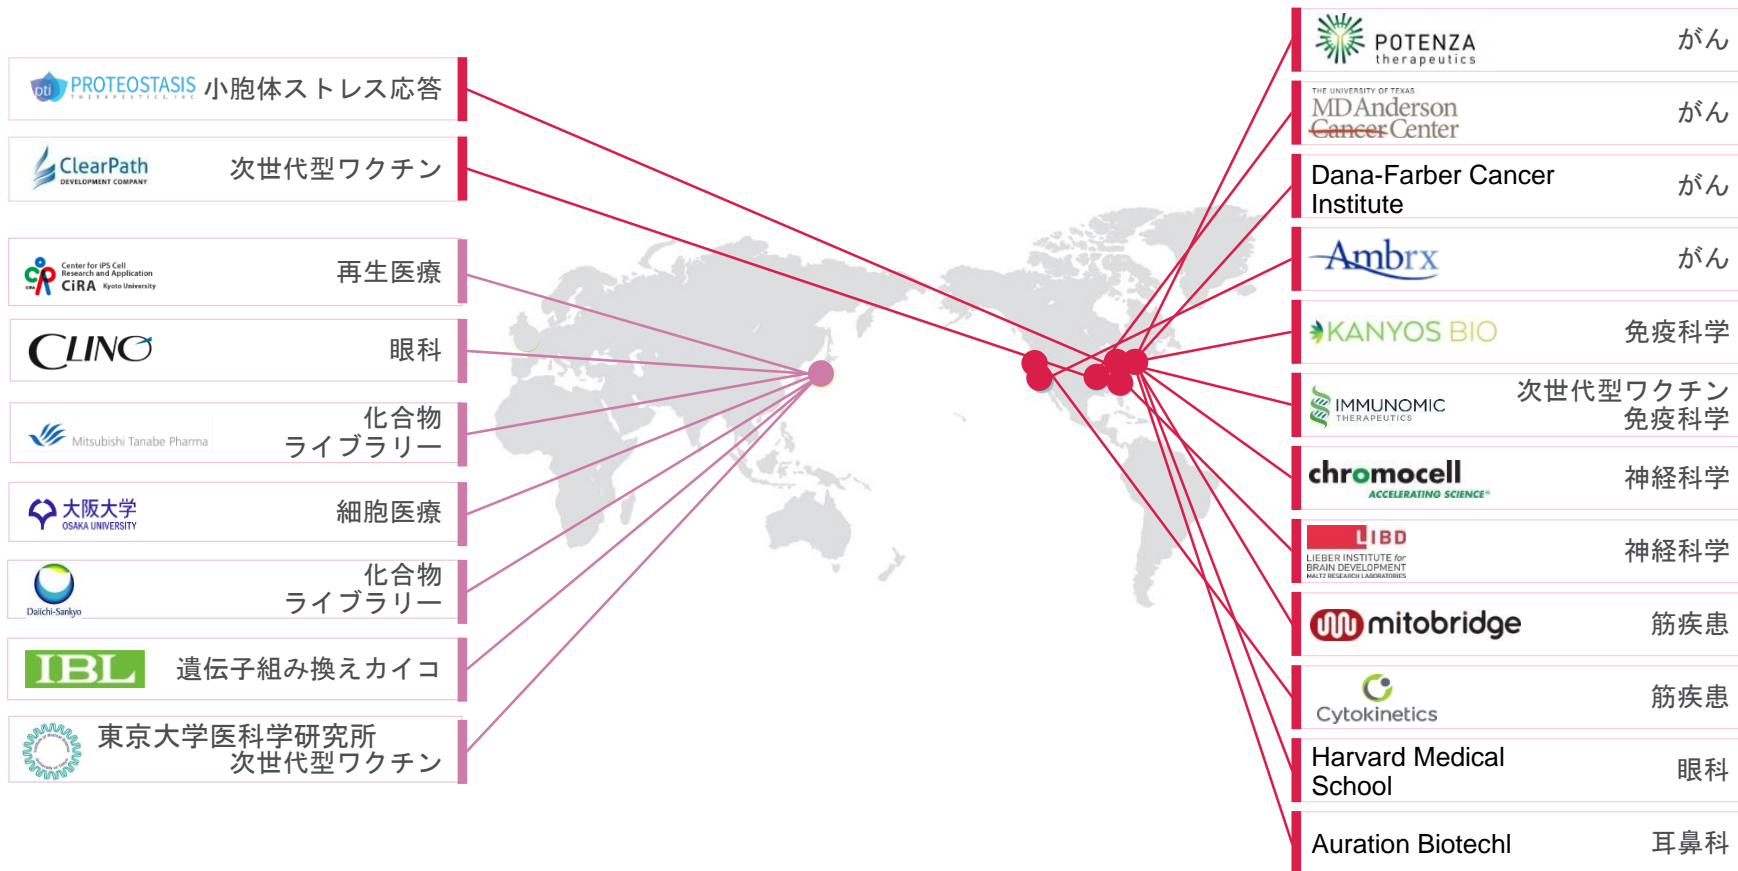 pti PROTEOSTASIS
THERAPEUTICS, INC.
小胞体ストレス応答
ClearPath
DEVELOPMENT COMPANY
次世代型ワクチン
Center for iPS Cell
Research and Application
CiRA Kyoto University
再生医療
CLINO
眼科
Mitsubishi Tanabe Pharma
化合物
ライブラリー
大阪大学
OSAKA UNIVERSITY
細胞医療
Daiichi-Sankyo
化合物
ライブラリー
IBL
遺伝子組み換えカイコ
東京大学医科学研究所
次世代型ワクチン
POTENZA
therapeutics
がん
THE UNIVERSITY OF TEXAS
MD Anderson
Cancer Center
がん
Dana-Farber Cancer
Institute
がん
Ambrx
がん
KANYOS BIO
免疫科学
IMMUNOMIC
THERAPEUTICS
次世代型ワクチン
免疫科学
chromocell
ACCELERATING SCIENCE
神経科学
LIBD
LIEBER INSTITUTE for
BRAIN DEVELOPMENT
MALTZ RESEARCH LABORATORIES
神経科学
mitobridge
筋疾患
Cytokinetics
筋疾患
Harvard Medical
School
眼科
Auration Biotechl
耳鼻科